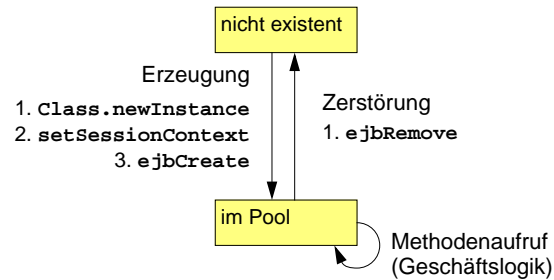 nicht existent
Erzeugung
1. Class.newInstance
2. setSessionContext
3. ejbCreate
Zerstörung
1. ejbRemove
im Pool
Methodenaufruf
(Geschäftslogik)